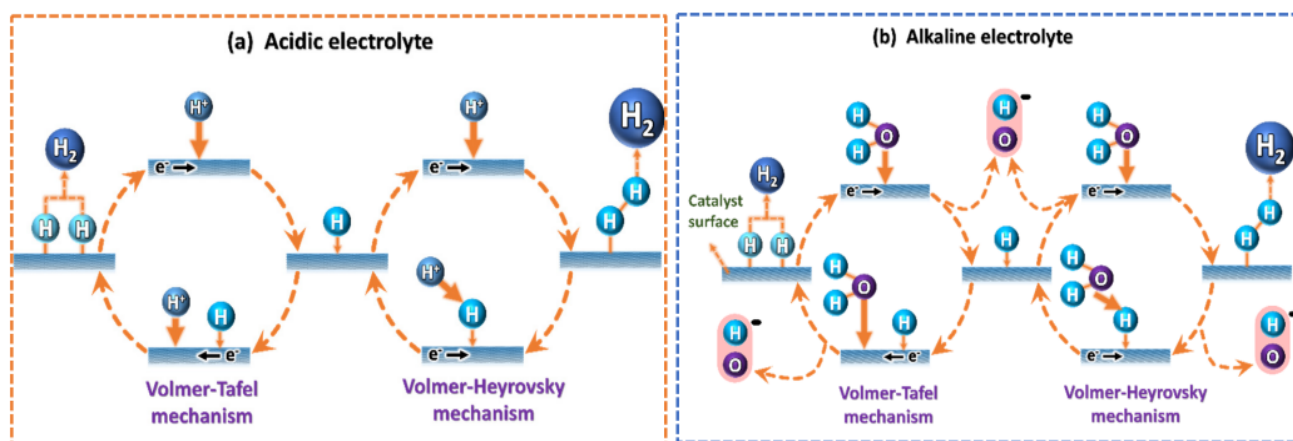 (a) Acidic electrolyte
H⁺
H⁺
H₂
H₂
e⁻
e⁻
H
H
H
H
H
H⁺
H⁺
H
H
e⁻
e⁻
Volmer-Tafel
mechanism
Volmer-Heyrovsky
mechanism
(b) Alkaline electrolyte
H
O
H
H -
O
H
O
H
H₂
H₂
e⁻
e⁻
Catalyst
surface
H
H
H
H
H
H
O
H
H
H
O
H
H
H -
O
H -
O
e⁻
e⁻
Volmer-Tafel
mechanism
Volmer-Heyrovsky
mechanism